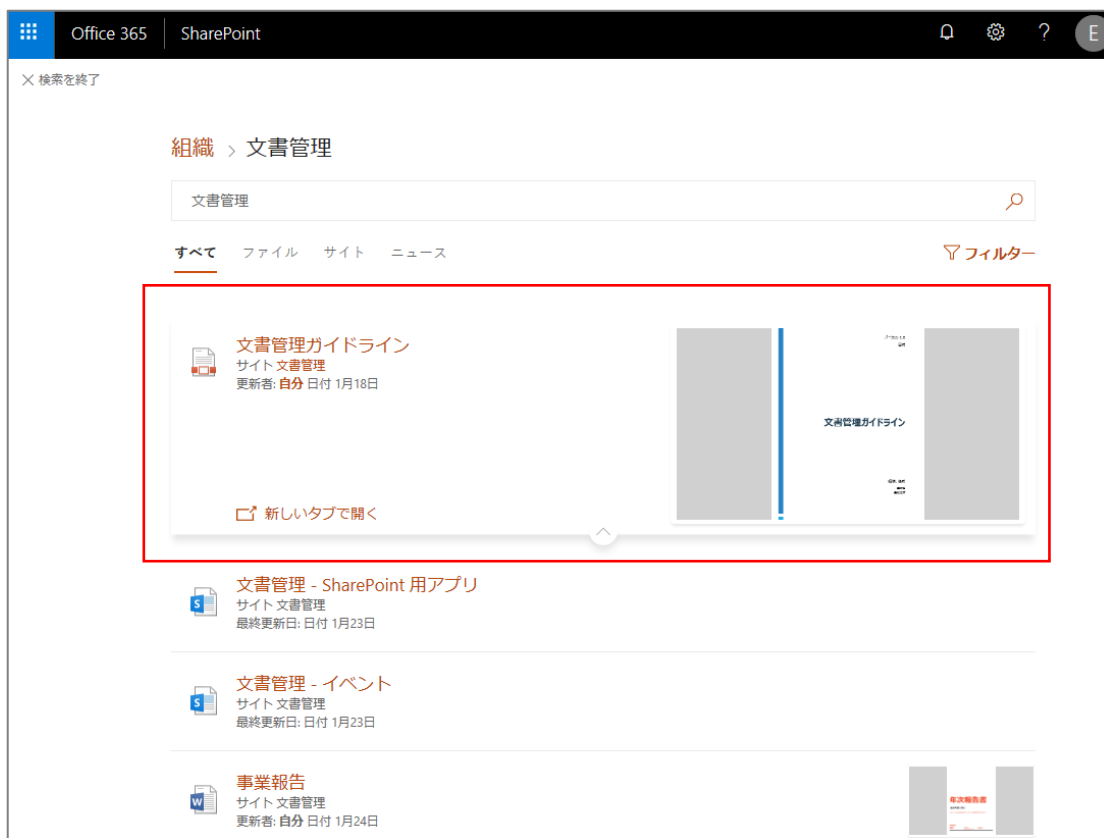 Office 365 SharePoint ? E
検索を終了
組織 > 文書管理
文書管理
すべて ファイル サイト ニュース フィルター
文書管理ガイドライン
サイト 文書管理
更新者: 自分 日付 1月18日
文書管理ガイドライン
新しいタブで開く
文書管理 - SharePoint 用アプリ
サイト 文書管理
最終更新日: 日付 1月23日
文書管理 - イベント
サイト 文書管理
最終更新日: 日付 1月23日
事業報告
サイト 文書管理
更新者: 自分 日付 1月24日
年次報告書